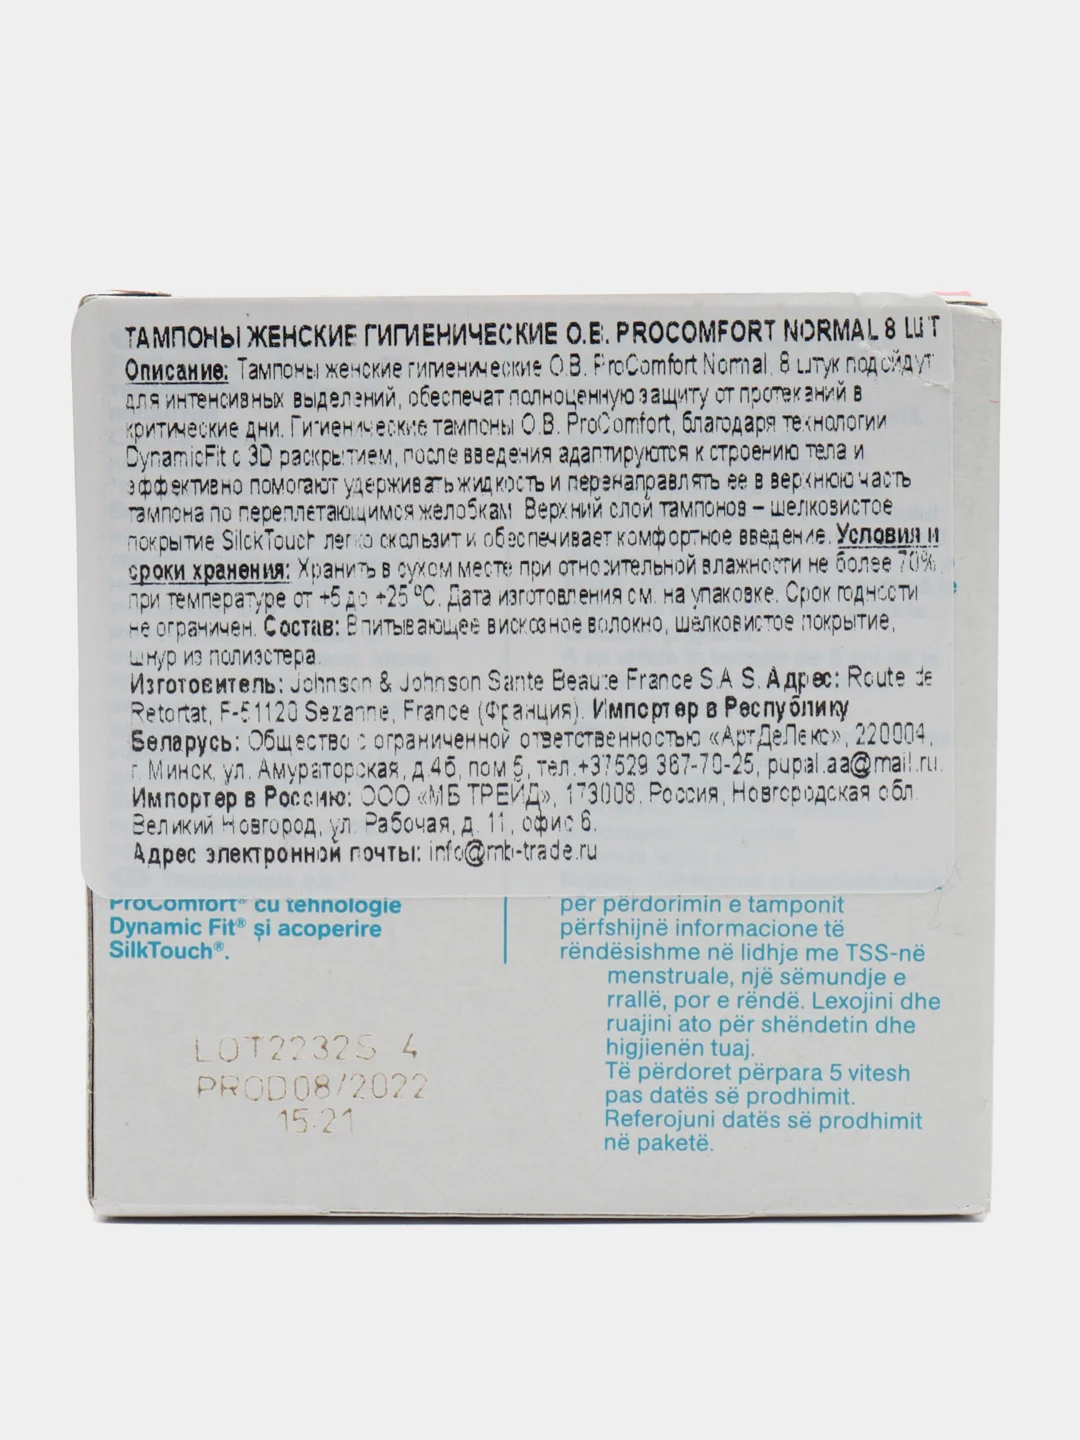 ТАМПОНЫ ЖЕНСКИЕ ГИГИЕНИЧЕСКИЕ O.B. PROCOMFORT NORMAL 8 ШТ
Описание: Тампоны женские гигиенические O.B. ProComfort Normal, 8 штук подойдут
для интенсивных выделений, обеспечат полноценную защиту от протеканий в
критические дни. Гигиенические тампоны O.B. ProComfort, благодаря технологии
DynamicFit с 3D раскрытием, после введения адаптируются к строению тела и
эффективно помогают удерживать жидкость и перенаправлять ее в верхнюю часть
тампона по переплетающимся желобкам. Верхний слой тампонов – шелковистое
покрытие SilckTouch легко скользит и обеспечивает комфортное введение. Условия и
сроки хранения: Хранить в сухом месте при относительной влажности не более 70%,
при температуре от +5 до +25 °C. Дата изготовления см. на упаковке. Срок годности
не ограничен. Состав: Впитывающее вискозное волокно, шелковистое покрытие,
шнур из полиэстера.
Изготовитель: Johnson & Johnson Sante Beaute France S.A.S. Адрес: Route de
Retortat, F-51120 Sezanne, France (Франция). Импортер в Республику
Беларусь: Общество с ограниченной ответственностью «АртДеЛекс», 220004,
г. Минск, ул. Амураторская, д.4б, пом 5, тел.+37529 367-70-25, pupal.aa@mail.ru.
Импортер в Россию: ООО «МБ ТРЕЙД», 173008, Россия, Новгородская обл.
Великий Новгород, ул. Рабочая, д. 11, офис 6.
Адрес электронной почты: info@mb-trade.ru
ProComfort® cu tehnologie
Dynamic Fit® și acoperire
SilkTouch®.
LOT2232S 4
PROD08/2022
15:21
për përdorimin e tamponit
përfshijnë informacione të
rëndësishme në lidhje me TSS-në
menstruale, një sëmundje e
rrallë, por e rëndë. Lexojini dhe
ruajini ato për shëndetin dhe
higjienën tuaj.
Të përdoret përpara 5 vitesh
pas datës së prodhimit.
Referojuni datës së prodhimit
në paketë.